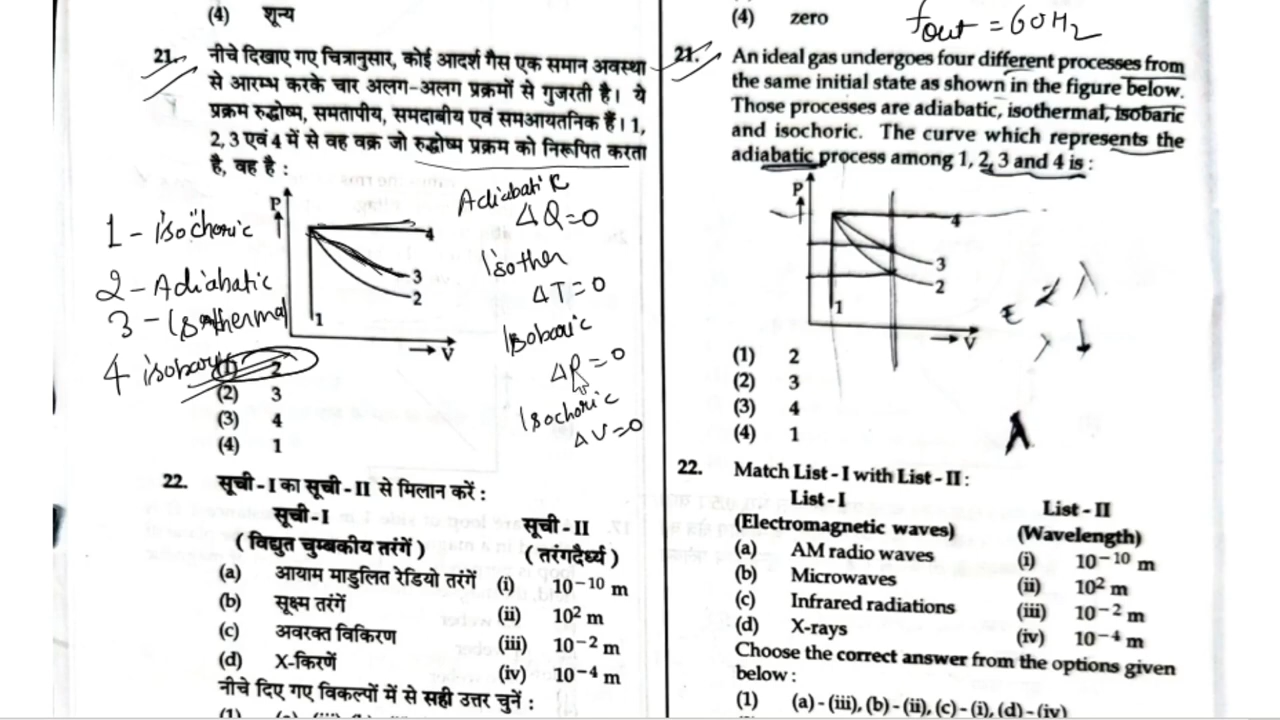 (4) शून्य
21. नीचे दिखाए गए चित्रानुसार, कोई आदर्श गैस एक समान अवस्था
से आरम्भ करके चार अलग-अलग प्रक्रमों से गुजरती है। ये
प्रक्रम रुद्धोष्म, समतापीय, समदाबीय एवं समआयतनिक हैं। 1,
2, 3 एवं 4 में से वह वक्र जो रुद्धोष्म प्रक्रम को निरूपित करता
है, वह है :
P
4
3
2
1
V
1 - isochoric
2 - Adiabatic
3 - Isothermal
4 isobaric
Adiabatic
ΔQ=0
Isother
ΔT=0
Isobaric
ΔP=0
Isochoric
ΔV=0
(1) 2
(2) 3
(3) 4
(4) 1
22. सूची-I का सूची-II से मिलान करें :
सूची-I सूची-II
(विद्युत चुम्बकीय तरंगें) (तरंगदैर्ध्य)
(a) आयाम माडुलित रेडियो तरंगें (i) 10⁻¹⁰ m
(b) सूक्ष्म तरंगें (ii) 10² m
(c) अवरक्त विकिरण (iii) 10⁻² m
(d) X-किरणें (iv) 10⁻⁴ m
नीचे दिए गए विकल्पों में से सही उत्तर चुनें :
(4) zero
fout = 60Hz
21. An ideal gas undergoes four different processes from
the same initial state as shown in the figure below.
Those processes are adiabatic, isothermal, isobaric
and isochoric. The curve which represents the
adiabatic process among 1, 2, 3 and 4 is :
P
4
3
2
1
V
(1) 2
(2) 3
(3) 4
(4) 1
22. Match List - I with List - II :
List - I List - II
(Electromagnetic waves) (Wavelength)
(a) AM radio waves (i) 10⁻¹⁰ m
(b) Microwaves (ii) 10² m
(c) Infrared radiations (iii) 10⁻² m
(d) X-rays (iv) 10⁻⁴ m
Choose the correct answer from the options given
below :
(1) (a) - (iii), (b) - (ii), (c) - (i), (d) - (iv)